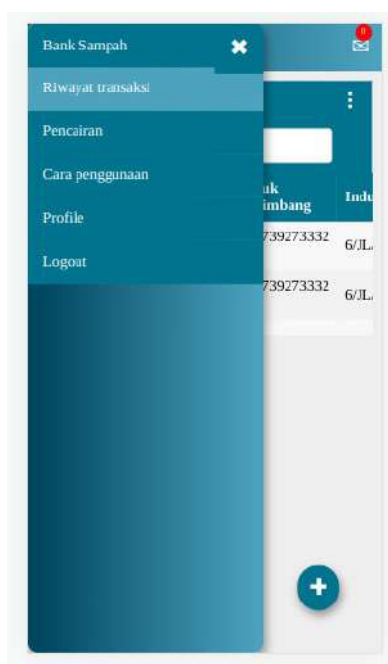 Bank Sampah
0
Riwayat transaksi
Pencairan
Cara penggunaan
Profile
Logout
uk
imbang
Indu
739273332
6/JL.
739273332
6/JL.